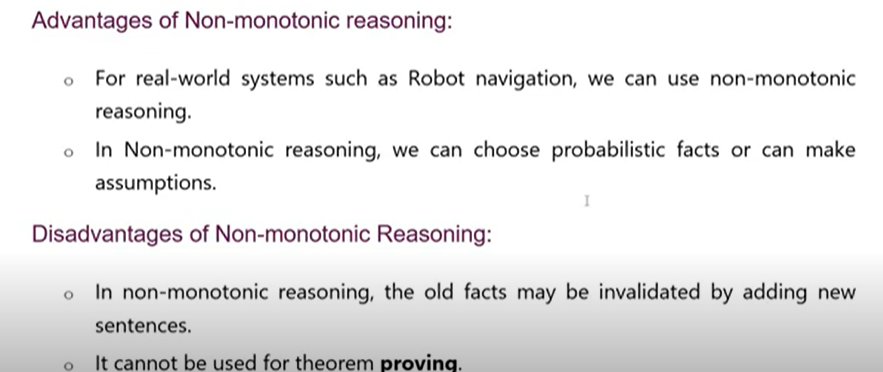 Advantages of Non-monotonic reasoning:
o For real-world systems such as Robot navigation, we can use non-monotonic
reasoning.
o In Non-monotonic reasoning, we can choose probabilistic facts or can make
assumptions.
Disadvantages of Non-monotonic Reasoning:
o In non-monotonic reasoning, the old facts may be invalidated by adding new
sentences.
o It cannot be used for theorem proving.